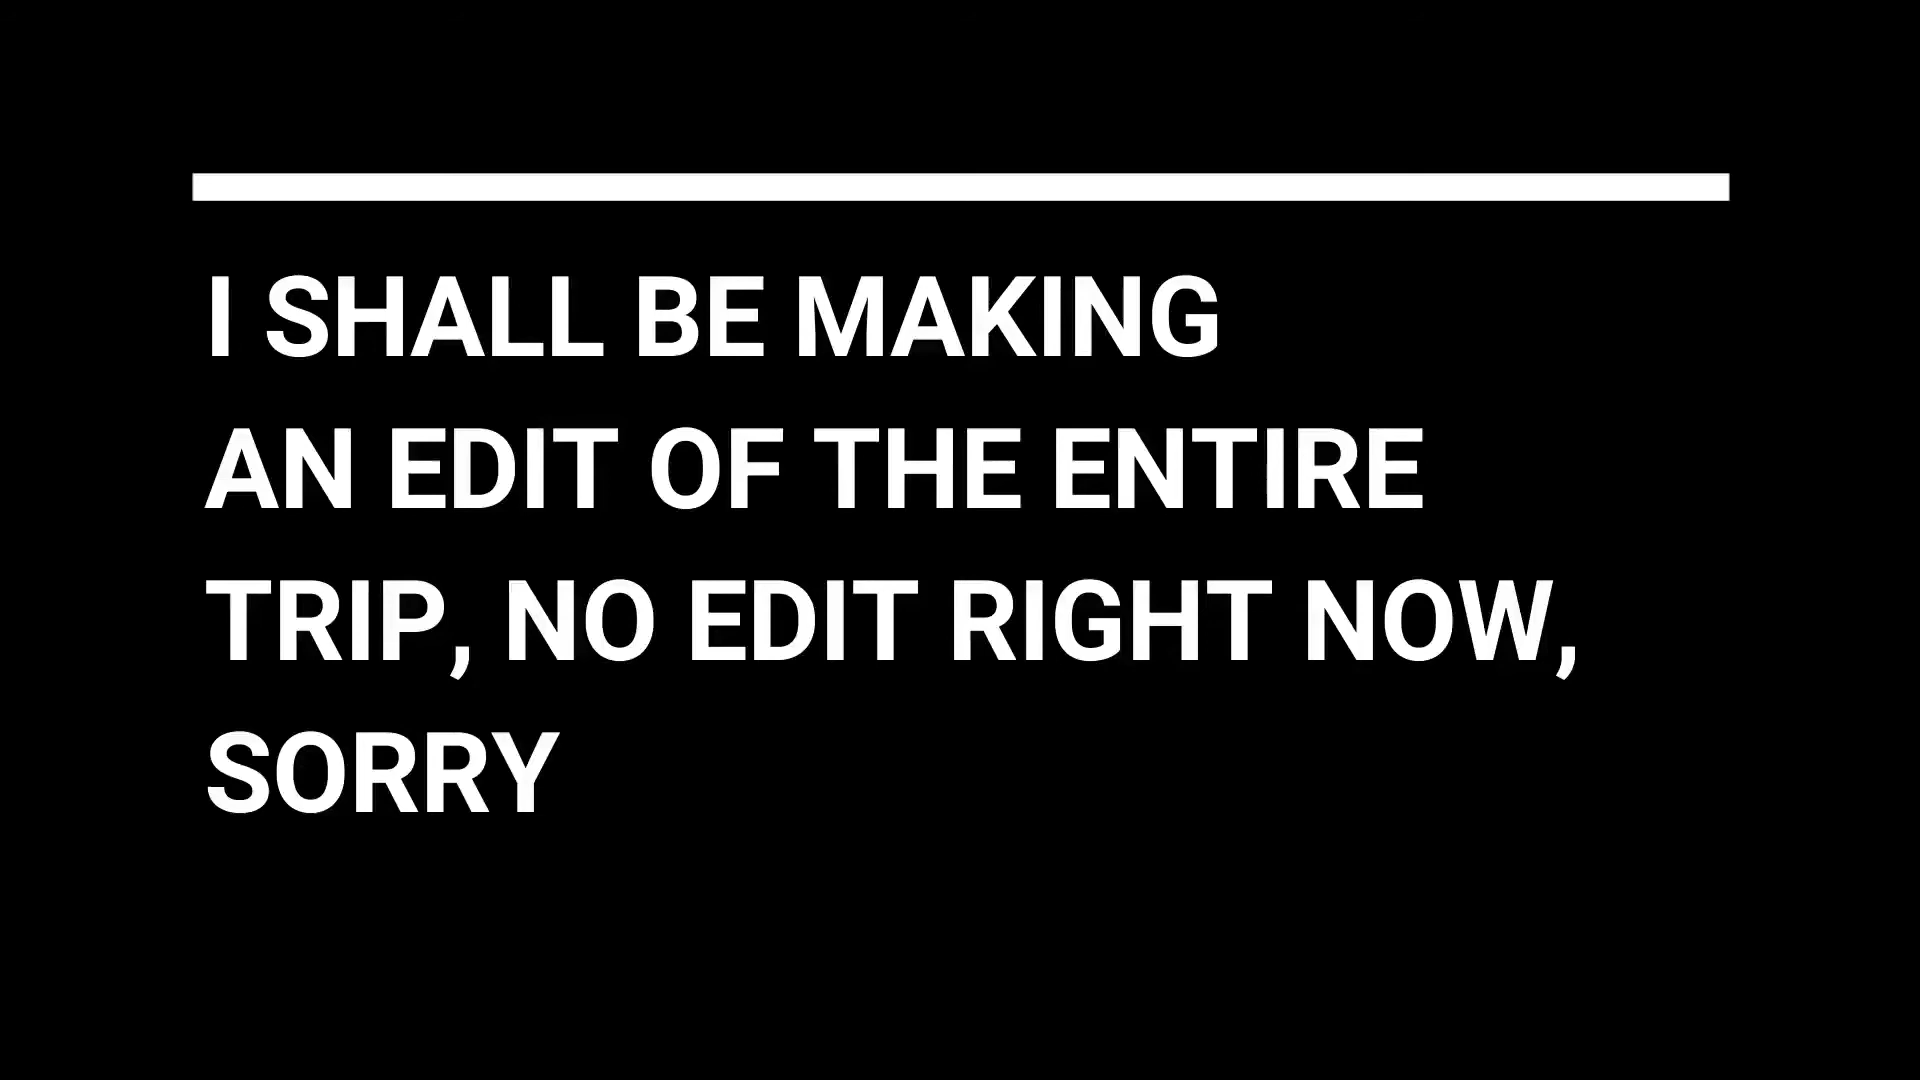 I SHALL BE MAKING
AN EDIT OF THE ENTIRE
TRIP, NO EDIT RIGHT NOW,
SORRY